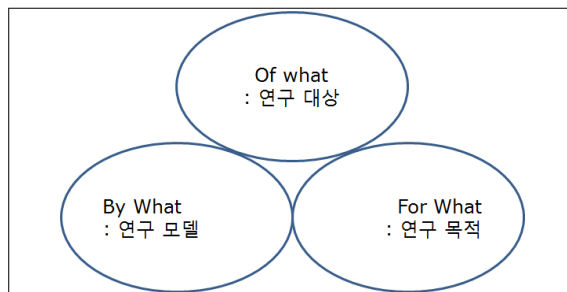 Of what
: 연구 대상
By What
: 연구 모델
For What
: 연구 목적